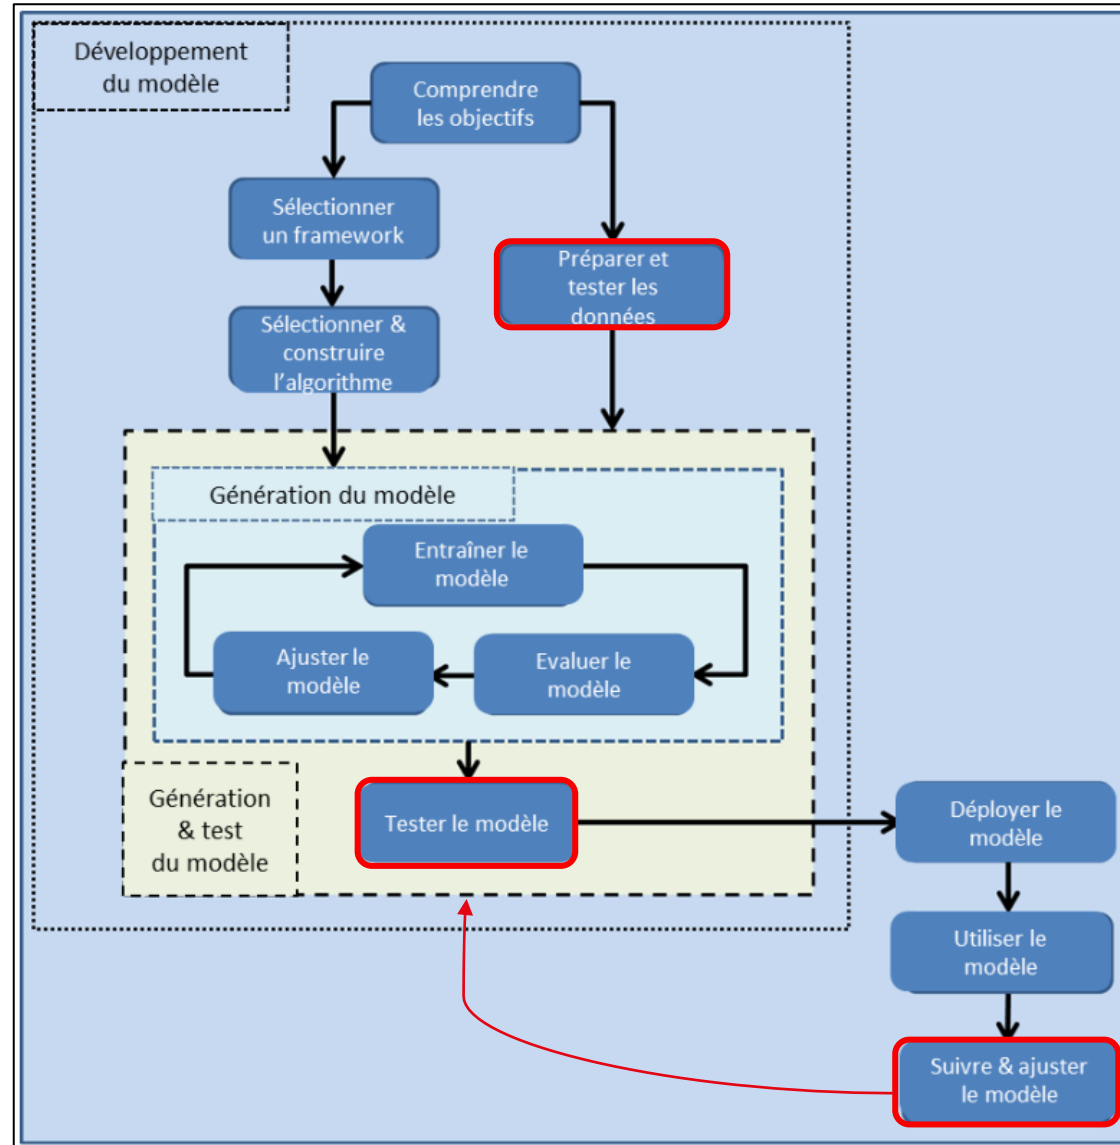 Développement
du modèle
Comprendre
les objectifs
Sélectionner
un framework
Préparer et
tester les
données
Sélectionner &
construire
l'algorithme
Génération du modèle
Entraîner le
modèle
Ajuster le
modèle
Evaluer le
modèle
Génération
& test
du modèle
Tester le modèle
Déployer le
modèle
Utiliser le
modèle
Suivre & ajuster
le modèle